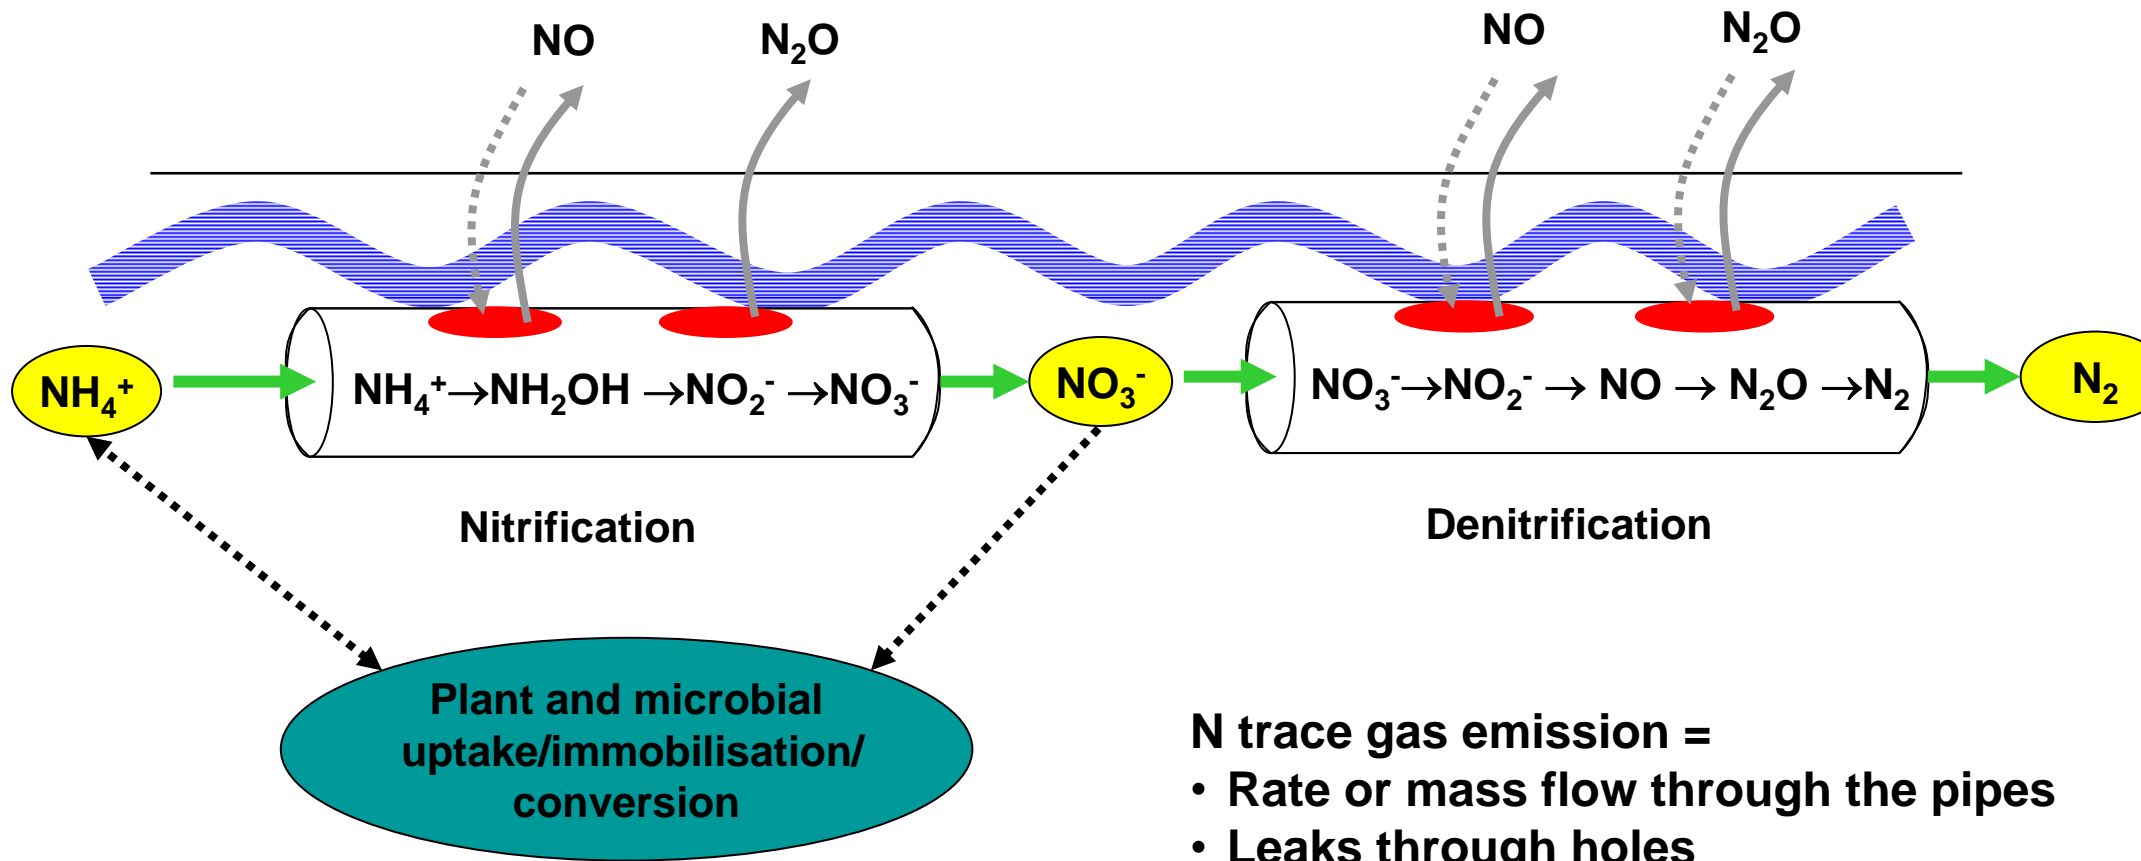 NO
N₂O
NO
N₂O
NH₄⁺
NH₄⁺→NH₂OH →NO₂⁻ →NO₃⁻
NO₃⁻
NO₃⁻→NO₂⁻ → NO → N₂O →N₂
N₂
Nitrification
Denitrification
Plant and microbial
uptake/immobilisation/
conversion
N trace gas emission =
• Rate or mass flow through the pipes
• Leaks through holes